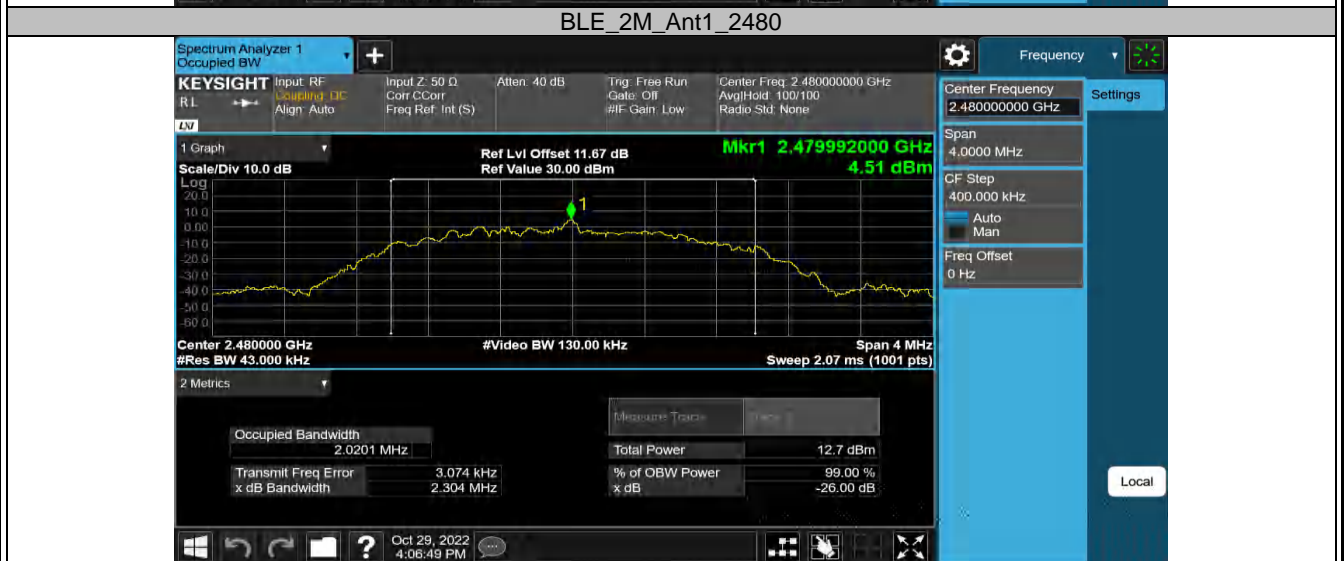 BLE_2M_Ant1_2480
Spectrum Analyzer 1
Occupied BW
+
Frequency
KEYSIGHT
RL
LXI
Input: RF
Coupling: DC
Align: Auto
Input Z: 50 Ω
Corr CCorr
Freq Ref: Int (S)
Atten: 40 dB
Trig: Free Run
Gate: Off
#IF Gain: Low
Center Freq: 2.480000000 GHz
Avg|Hold: 100/100
Radio Std: None
Center Frequency
2.480000000 GHz
Settings
Span
4.0000 MHz
CF Step
400.000 kHz
Auto
Man
Freq Offset
0 Hz
1 Graph
Scale/Div 10.0 dB
Ref Lvl Offset 11.67 dB
Ref Value 30.00 dBm
Mkr1 2.479992000 GHz
4.51 dBm
Log
20.0
10.0
0.00
-10.0
-20.0
-30.0
-40.0
-50.0
-60.0
1
Center 2.480000 GHz
#Res BW 43.000 kHz
#Video BW 130.00 kHz
Span 4 MHz
Sweep 2.07 ms (1001 pts)
2 Metrics
Measure Trace
Occupied Bandwidth
2.0201 MHz
Total Power 12.7 dBm
Transmit Freq Error 3.074 kHz
% of OBW Power 99.00 %
x dB Bandwidth 2.304 MHz
x dB -26.00 dB
Local
?
Oct 29, 2022
4:06:49 PM